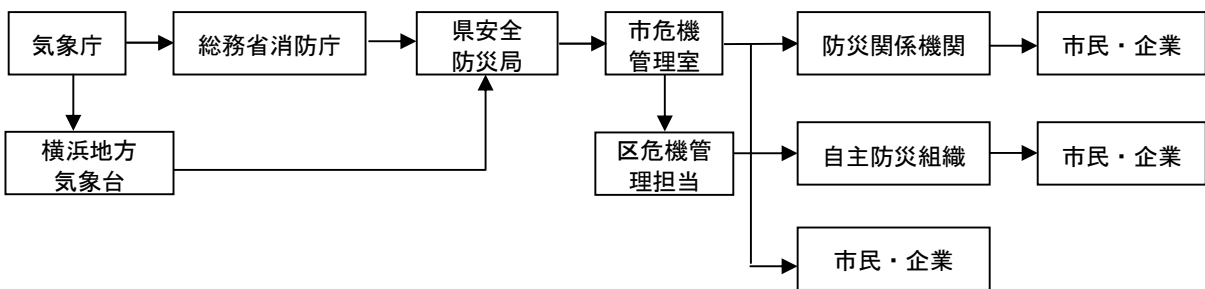 気象庁
総務省消防庁
県安全
防災局
市危機
管理室
防災関係機関
市民・企業
横浜地方
気象台
区危機管
理担当
自主防災組織
市民・企業
市民・企業